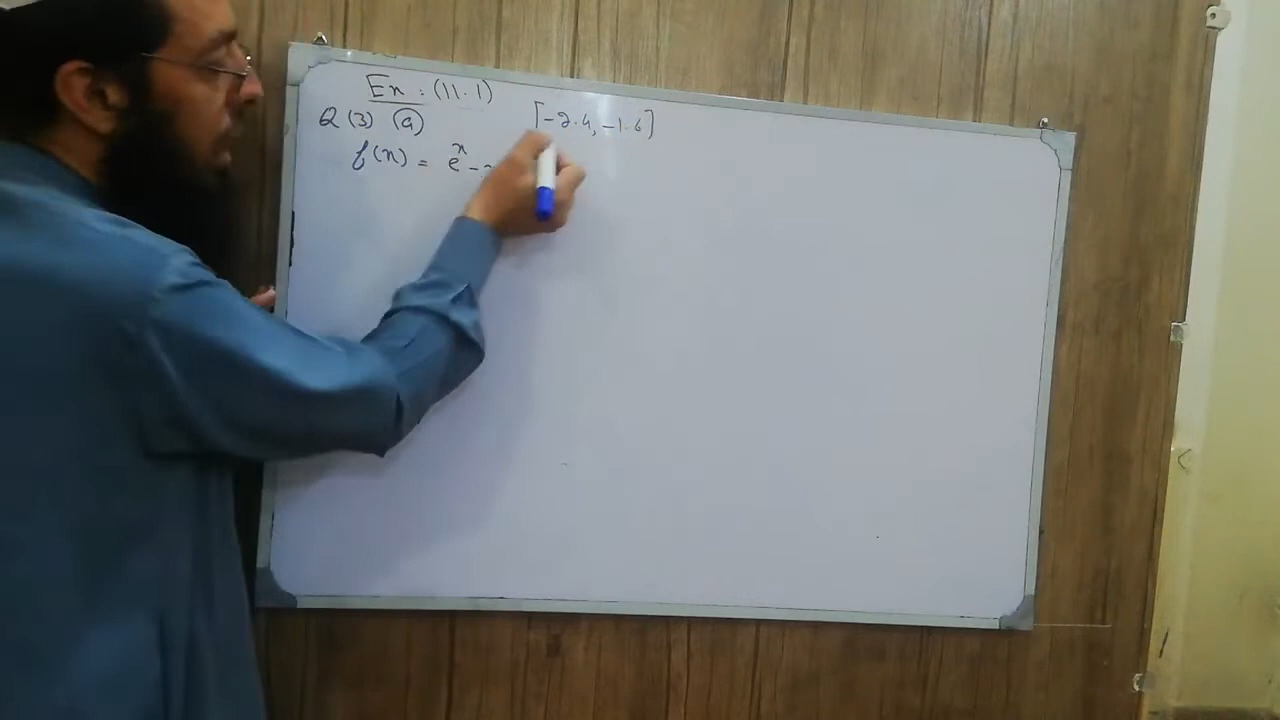 Ex : (11.1)
Q (3) (a) [-2.4, -1.6]
f(x) = e^x -